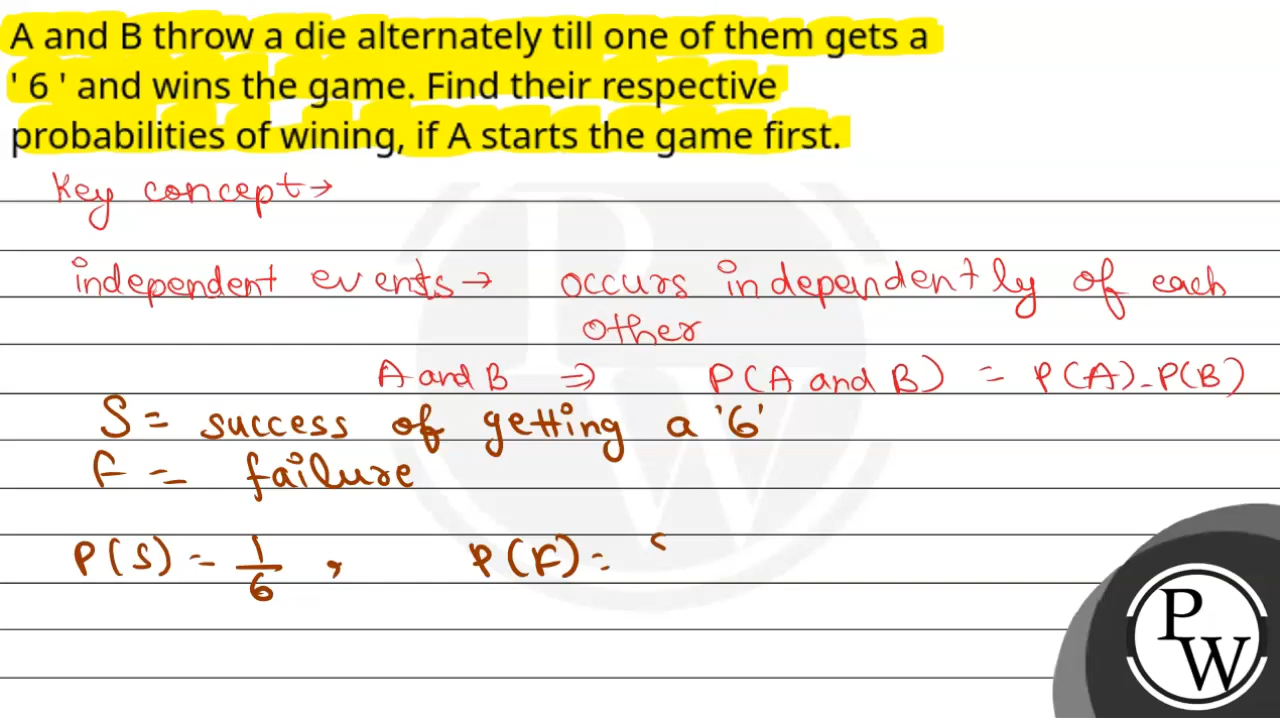 A and B throw a die alternately till one of them gets a
' 6 ' and wins the game. Find their respective
probabilities of wining, if A starts the game first.
Key concept →
independent events → occurs independently of each
other
A and B ⇒ P(A and B) = P(A).P(B)
S = success of getting a '6'
F = failure
P(S) = 1/6 , P(F) =
PW